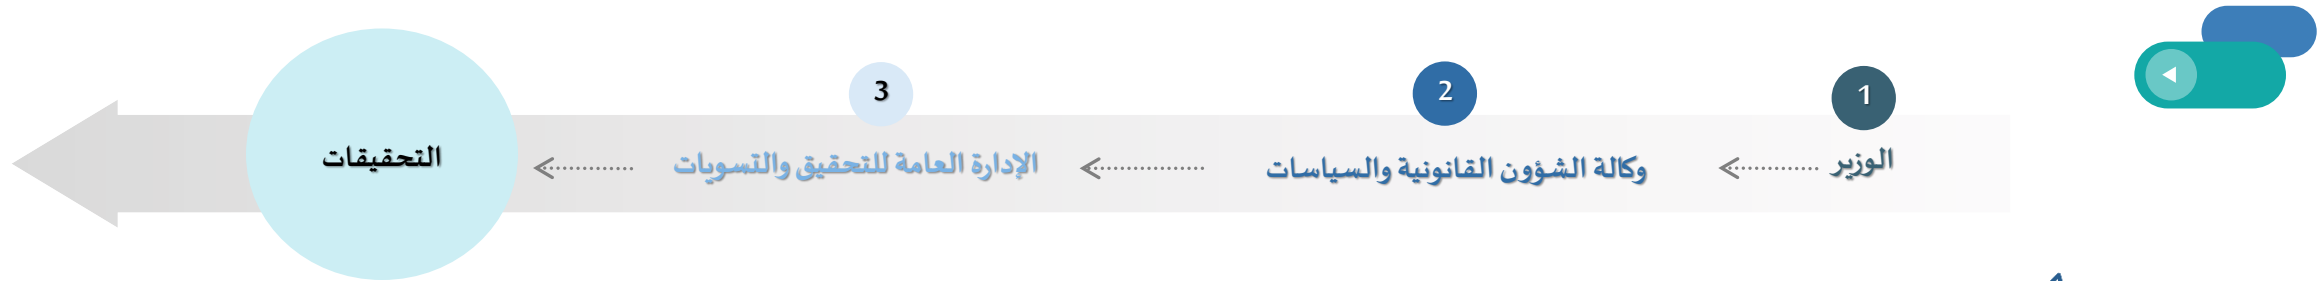 1
الوزير
2
وكالة الشؤون القانونية والسياسات
3
الإدارة العامة للتحقيق والتسويات
التحقيقات